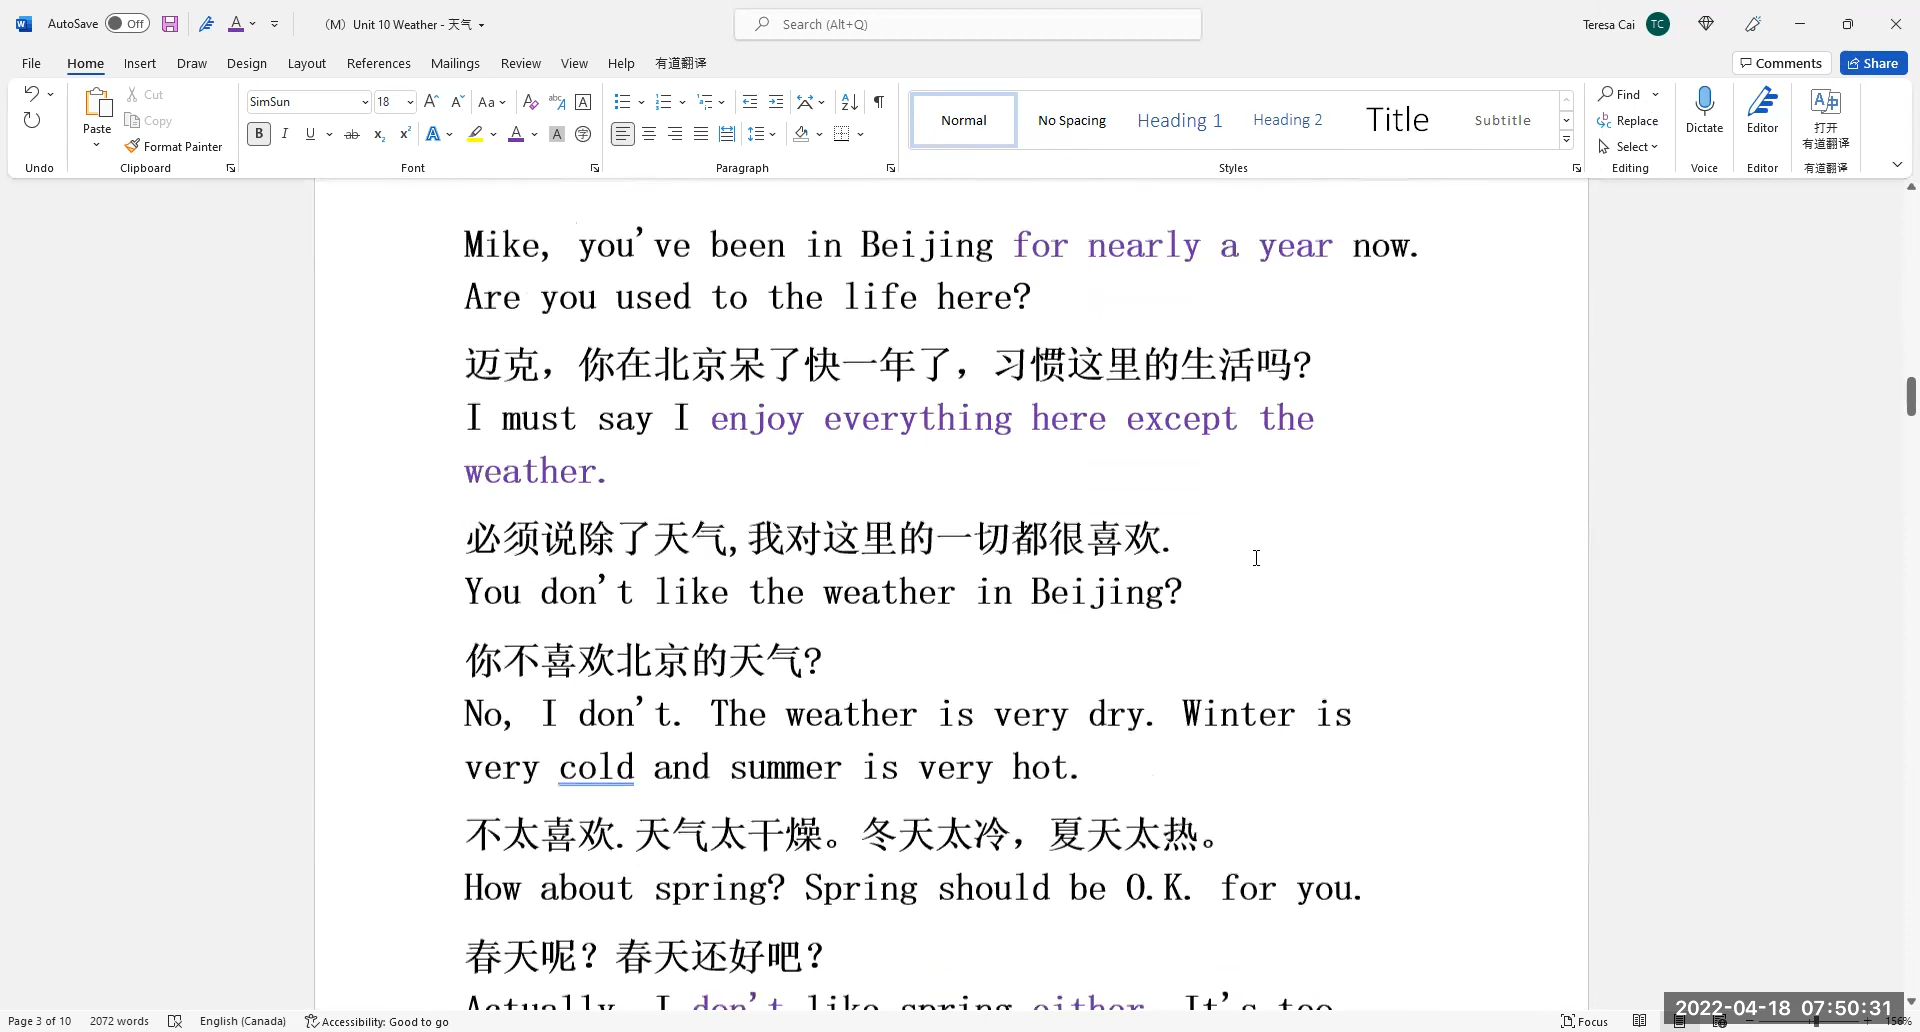 AutoSave Off (M) Unit 10 Weather - 天气 Search (Alt+Q) Teresa Cai TC
File Home Insert Draw Design Layout References Mailings Review View Help 有道翻译 Comments Share
Paste Cut Copy Format Painter
SimSun 18 Aa
Normal No Spacing Heading 1 Heading 2 Title Subtitle
Find Replace Select
Dictate Editor 打开有道翻译
Undo Clipboard Font Paragraph Styles Editing Voice Editor 有道翻译
Mike, you've been in Beijing for nearly a year now.
Are you used to the life here?
迈克，你在北京呆了快一年了，习惯这里的生活吗?
I must say I enjoy everything here except the
weather.
必须说除了天气,我对这里的一切都很喜欢.
You don't like the weather in Beijing?
你不喜欢北京的天气?
No, I don't. The weather is very dry. Winter is
very cold and summer is very hot.
不太喜欢.天气太干燥。冬天太冷，夏天太热。
How about spring? Spring should be O.K. for you.
春天呢？春天还好吧？
Actually, I don't like spring either. It's too
Page 3 of 10 2072 words English (Canada) Accessibility: Good to go Focus 156%
2022-04-18 07:50:31